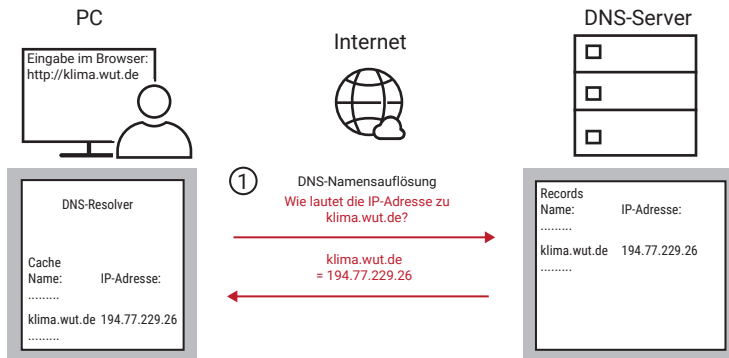 PC
Internet
DNS-Server
Eingabe im Browser:
http://klima.wut.de
1
DNS-Namensauflösung
Wie lautet die IP-Adresse zu
klima.wut.de?
klima.wut.de
= 194.77.229.26
DNS-Resolver
Cache
Name: IP-Adresse:
.........
klima.wut.de 194.77.229.26
.........
Records
Name: IP-Adresse:
.........
klima.wut.de 194.77.229.26
.........